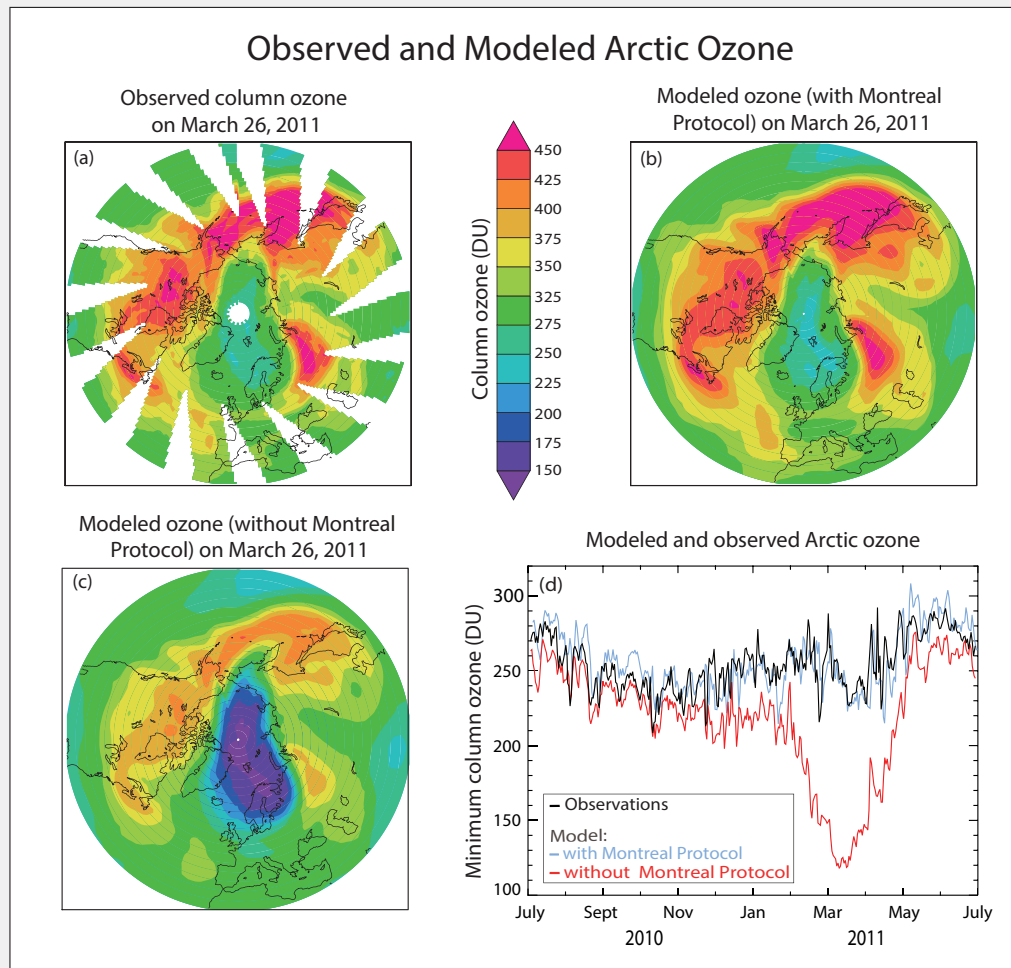 Observed and Modeled Arctic Ozone
Observed column ozone
on March 26, 2011
(a)
Column ozone (DU)
450
425
400
375
350
325
275
250
225
200
175
150
Modeled ozone (with Montreal
Protocol) on March 26, 2011
(b)
Modeled ozone (without Montreal
Protocol) on March 26, 2011
(c)
Modeled and observed Arctic ozone
(d)
Minimum column ozone (DU)
300
250
200
150
100
Observations
Model:
with Montreal Protocol
without Montreal Protocol
July Sept Nov Jan Mar May July
2010 2011